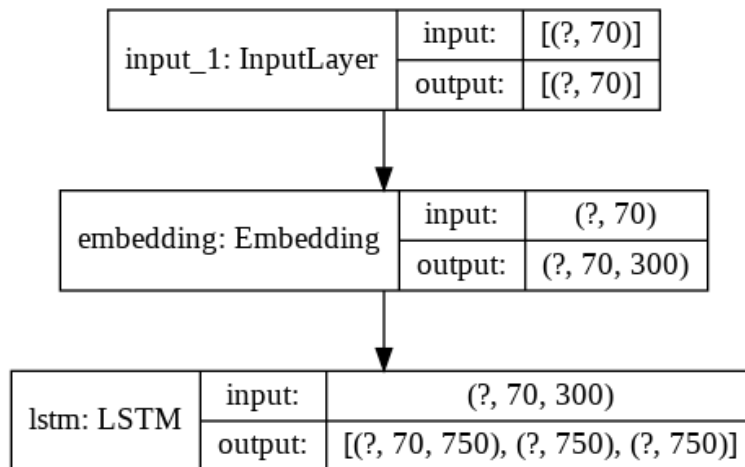 input_1: InputLayer
input:
[(?, 70)]
output:
[(?, 70)]
embedding: Embedding
input:
(?, 70)
output:
(?, 70, 300)
lstm: LSTM
input:
(?, 70, 300)
output:
[(?, 70, 750), (?, 750), (?, 750)]